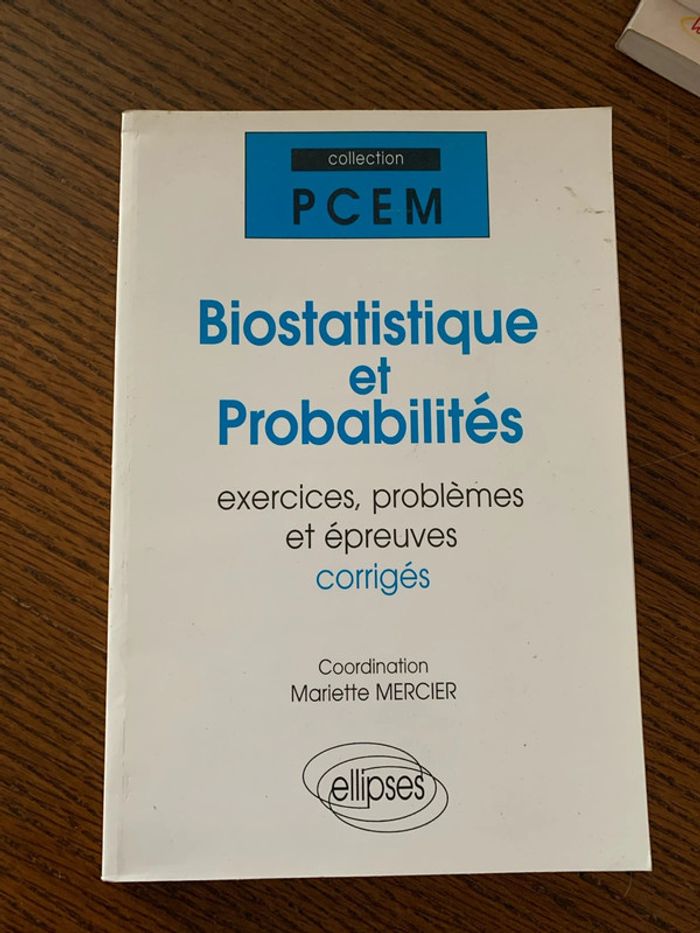 collection
PCEM
Biostatistique
et
Probabilités
exercices, problèmes
et épreuves
corrigés
Coordination
Mariette MERCIER
ellipses